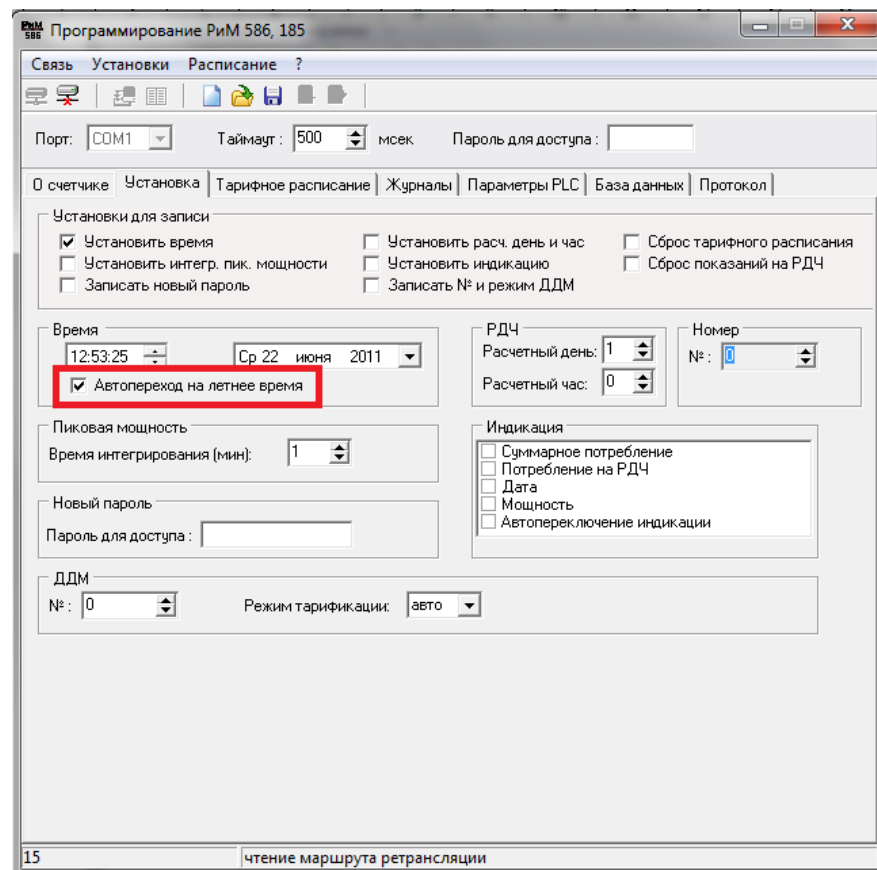 РиМ 586 Программирование РиМ 586, 185
Связь Установки Расписание ?
Порт: COM1 Таймаут : 500 мсек Пароль для доступа :
О счетчике Установка Тарифное расписание Журналы Параметры PLC База данных Протокол
Установки для записи
Установить время Установить расч. день и час Сброс тарифного расписания
Установить интегр. пик. мощности Установить индикацию Сброс показаний на РДЧ
Записать новый пароль Записать № и режим ДДМ
Время РДЧ Номер
12:53:25 Ср 22 июня 2011 Расчетный день: 1 № : 0
Автопереход на летнее время Расчетный час: 0
Пиковая мощность Индикация
Время интегрирования (мин): 1 Суммарное потребление
Потребление на РДЧ
Дата
Мощность
Автопереключение индикации
Новый пароль
Пароль для доступа :
ДДМ
№ : 0 Режим тарификации: авто
15 чтение маршрута ретрансляции